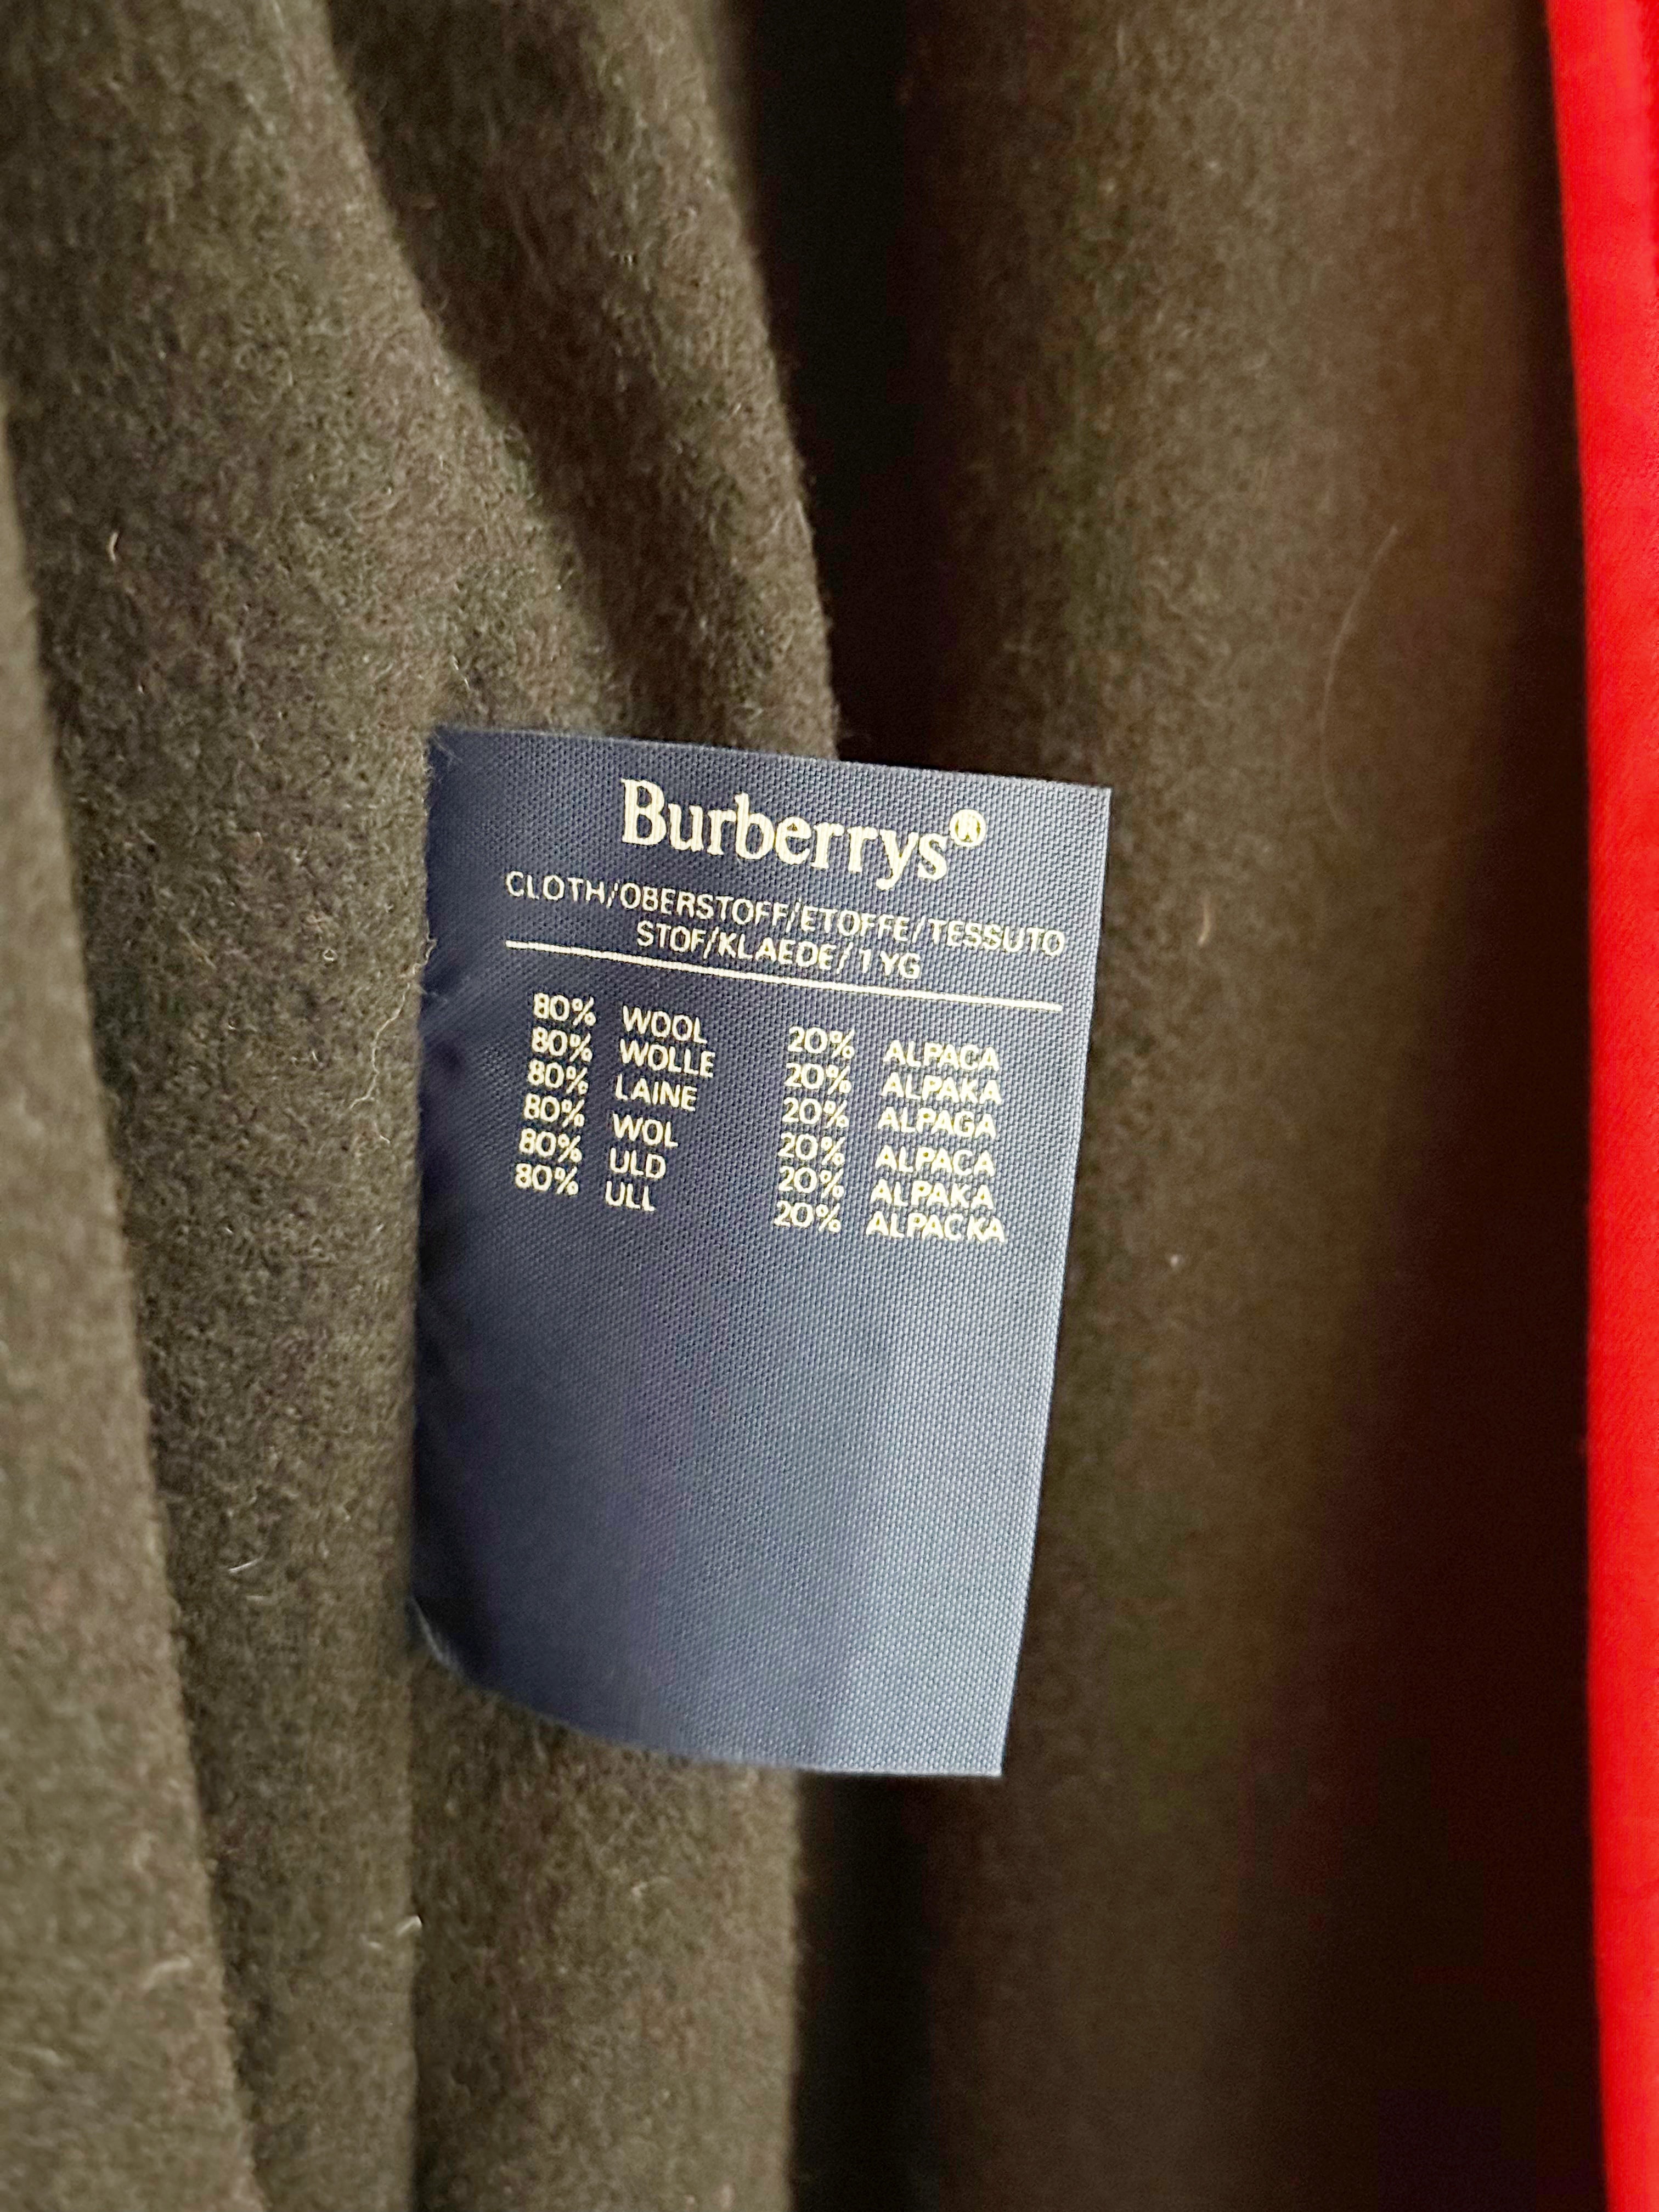 Burberrys®
CLOTH/OBERSTOFF/ETOFFE/TESSUTO
STOF/KLAEDE/1YG
80% WOOL 20% ALPACA
80% WOLLE 20% ALPAKA
80% LAINE 20% ALPAGA
80% WOL 20% ALPACA
80% ULD 20% ALPAKA
80% ULL 20% ALPACKA